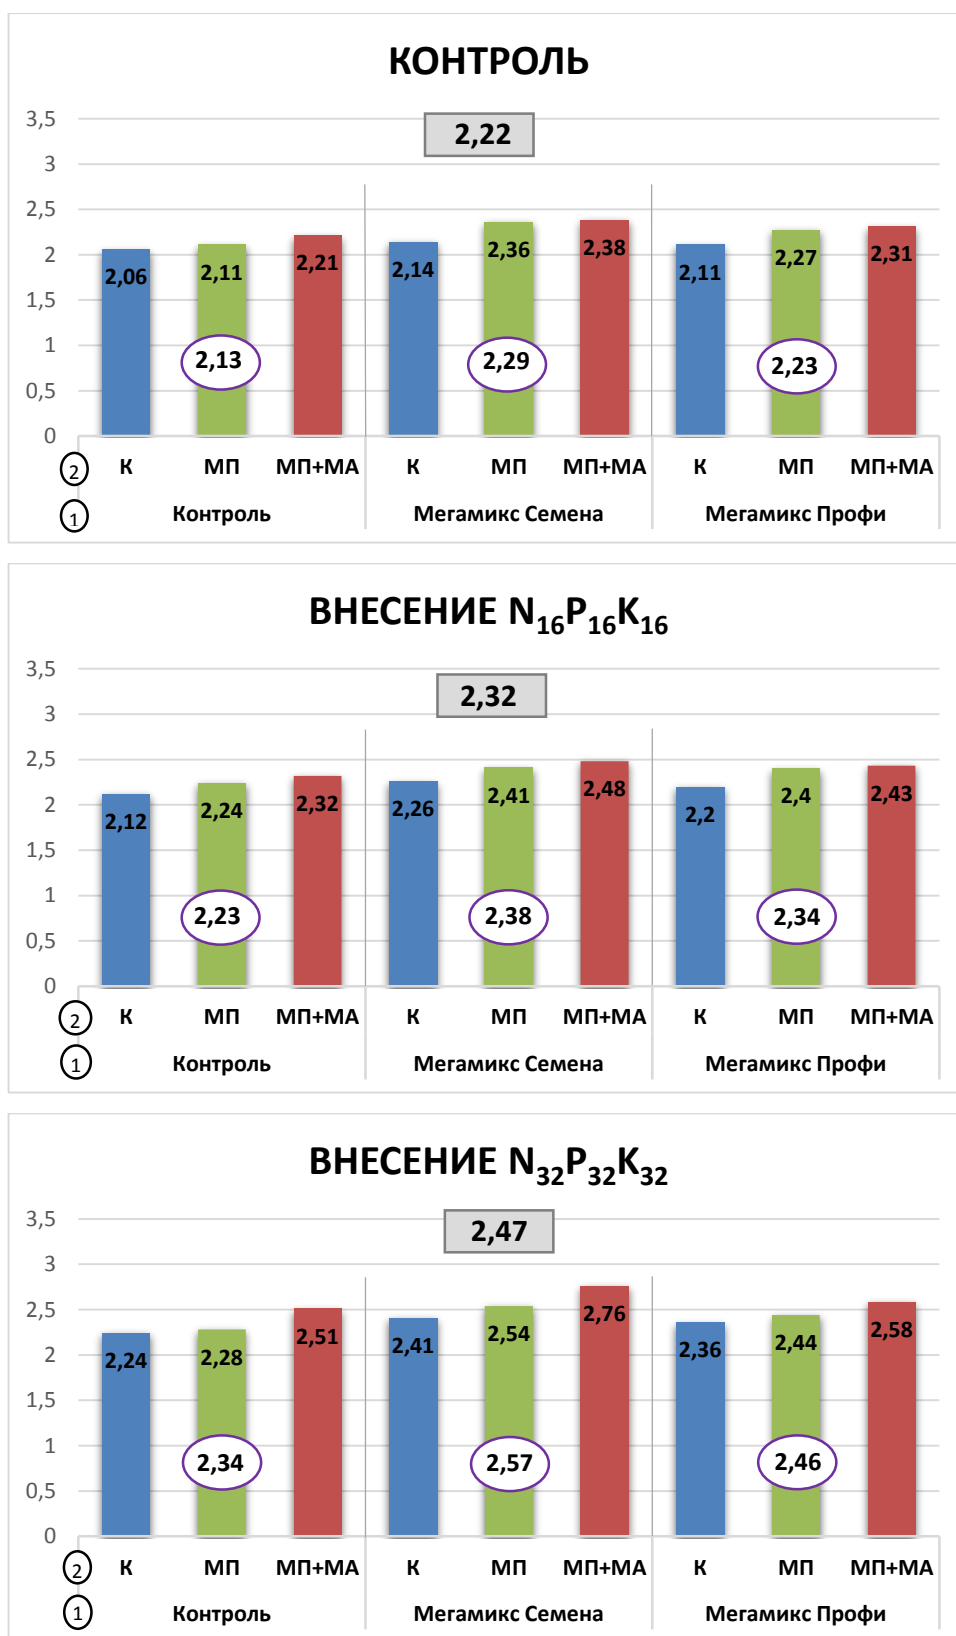 КОНТРОЛЬ
2,22
3,5
3
2,5
2
1,5
1
0,5
0
2,06 2,11 2,21 2,14 2,36 2,38 2,11 2,27 2,31
2,13 2,29 2,23
2 К МП МП+МА К МП МП+МА К МП МП+МА
1 Контроль Мегамикс Семена Мегамикс Профи
ВНЕСЕНИЕ N16P16K16
2,32
3,5
3
2,5
2
1,5
1
0,5
0
2,12 2,24 2,32 2,26 2,41 2,48 2,2 2,4 2,43
2,23 2,38 2,34
2 К МП МП+МА К МП МП+МА К МП МП+МА
1 Контроль Мегамикс Семена Мегамикс Профи
ВНЕСЕНИЕ N32P32K32
2,47
3,5
3
2,5
2
1,5
1
0,5
0
2,24 2,28 2,51 2,41 2,54 2,76 2,36 2,44 2,58
2,34 2,57 2,46
2 К МП МП+МА К МП МП+МА К МП МП+МА
1 Контроль Мегамикс Семена Мегамикс Профи